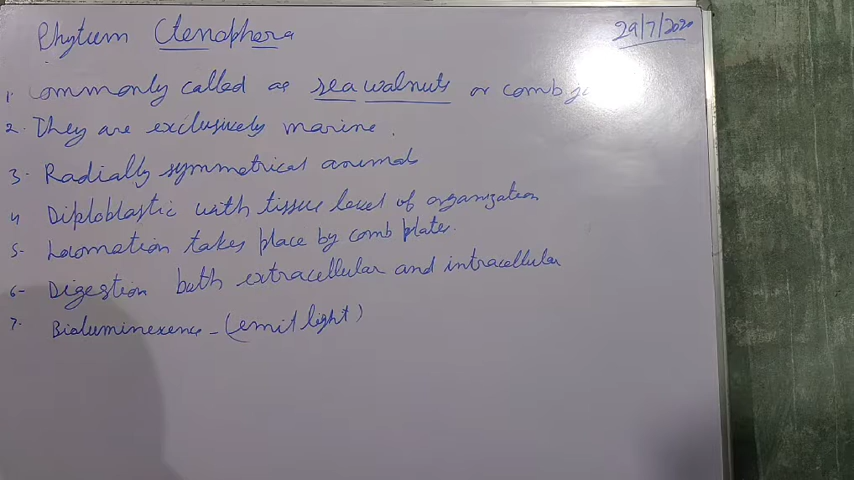 Phylum Ctenophora
29/7/2020
1. Commonly called as sea walnuts or comb
2. They are exclusively marine.
3. Radially symmetrical animals
4 Diploblastic with tissue level of organization
5- Locomotion takes place by comb plates.
6- Digestion both extracellular and intracellular
7. Bioluminexence - (emit light)